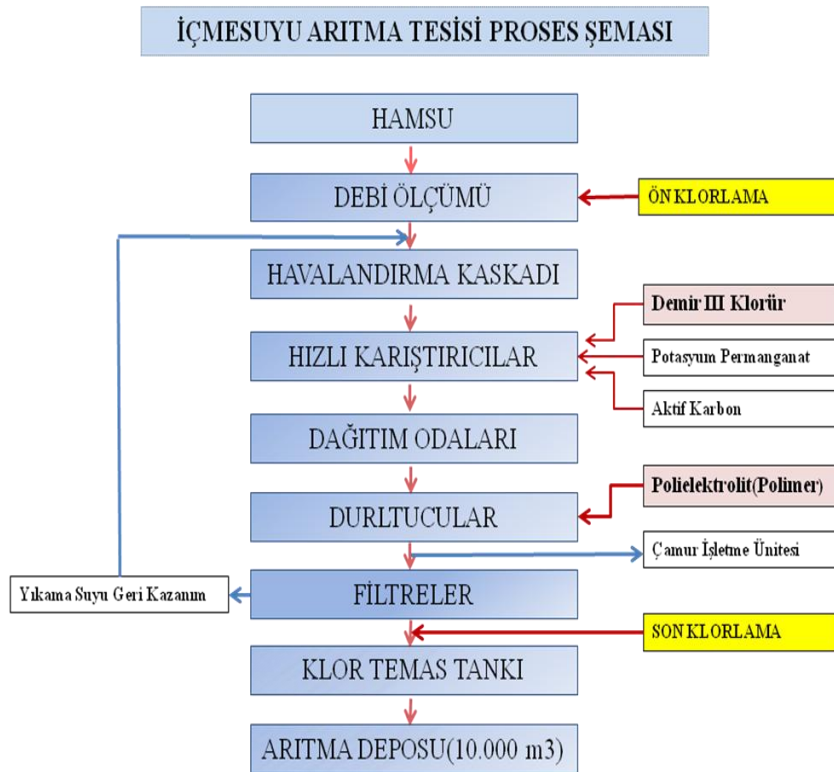 İÇMESUYU ARITMA TESİSİ PROSES ŞEMASI
HAMSU
DEBİ ÖLÇÜMÜ
ÖN KLORLAMA
HAVALANDIRMA KASKADI
Demir III Klorür
HIZLI KARIŞTIRICILAR
Potasyum Permanganat
Aktif Karbon
DAĞITIM ODALARI
Polielektrolit(Polimer)
DURLTUCULAR
Çamur İşletme Ünitesi
Yıkama Suyu Geri Kazanım
FİLTRELER
SON KLORLAMA
KLOR TEMAS TANKI
ARITMA DEPOSU(10.000 m3)